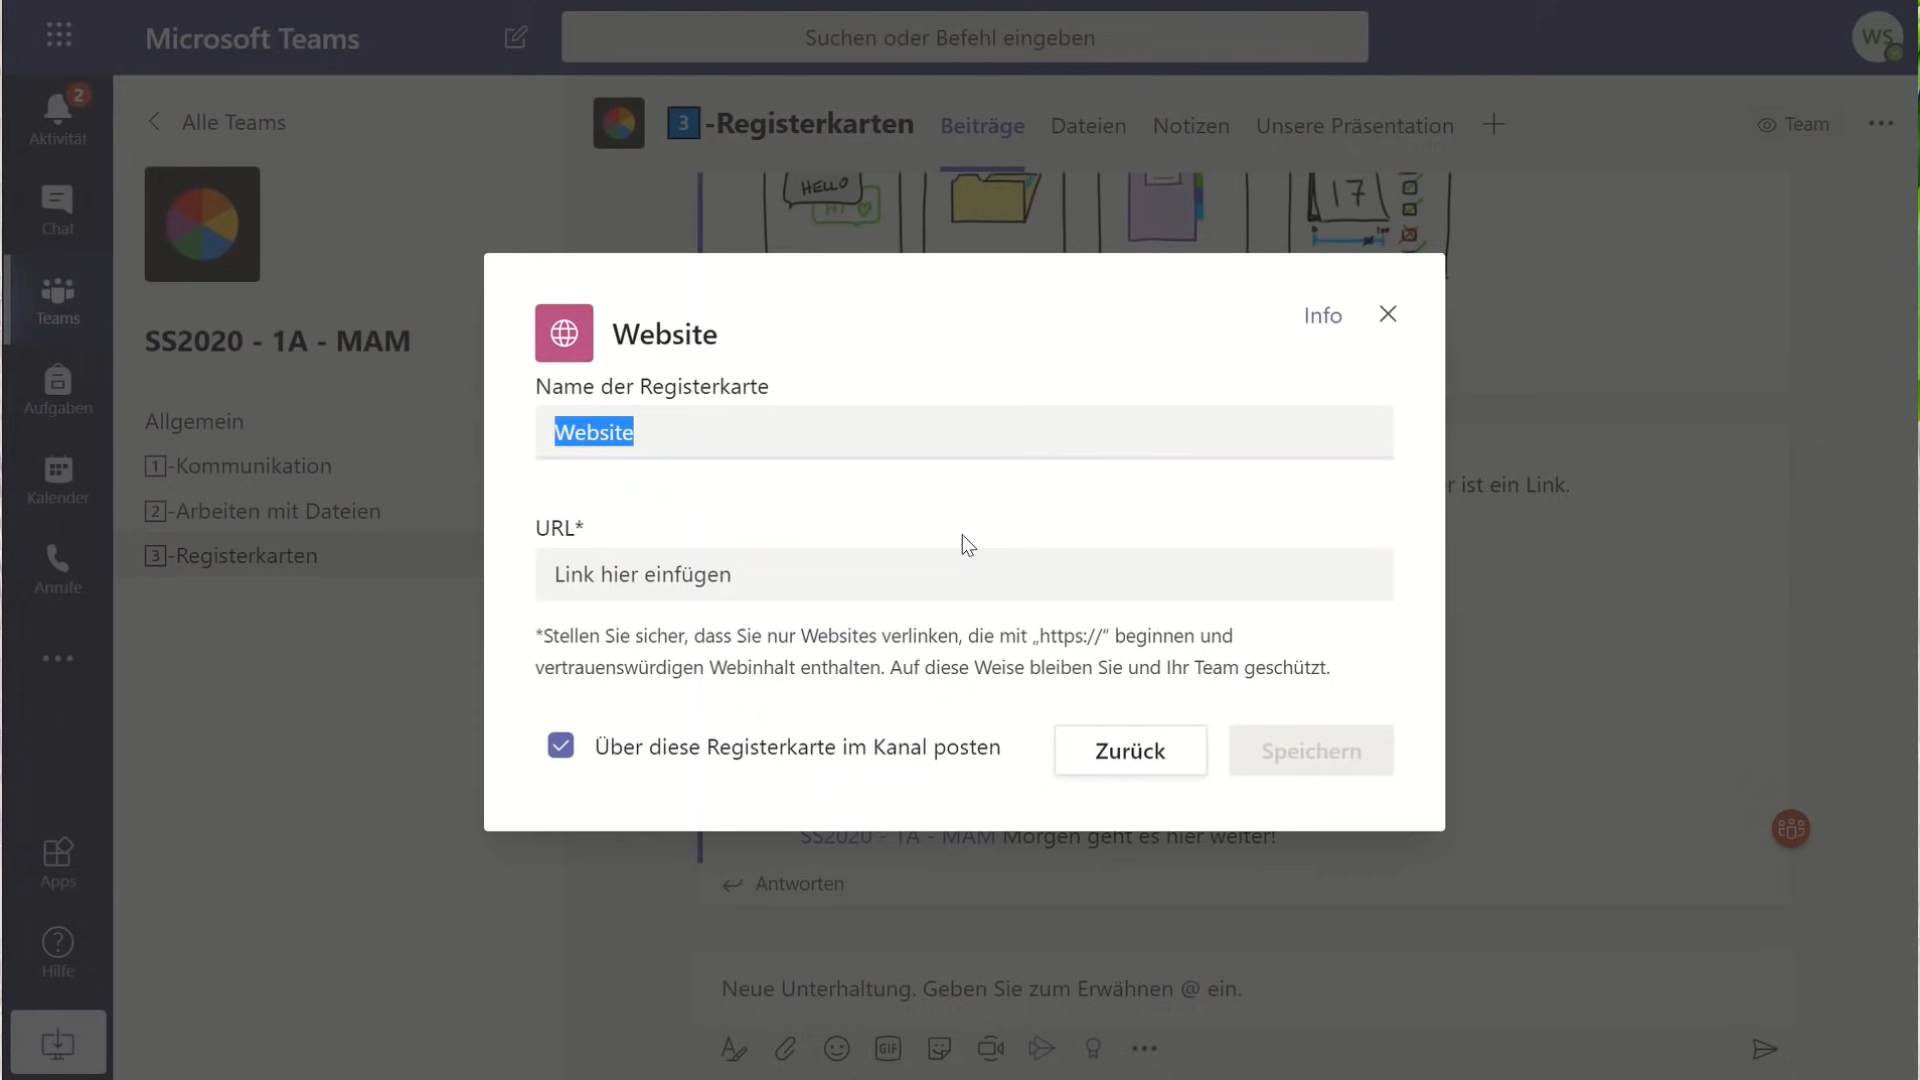 Microsoft Teams
Suchen oder Befehl eingeben
WS
2
Aktivität
Chat
Teams
Aufgaben
Kalender
Anrufe
Apps
Hilfe
Alle Teams
SS2020 - 1A - MAM
Allgemein
1-Kommunikation
2-Arbeiten mit Dateien
3-Registerkarten
3-Registerkarten
Beiträge
Dateien
Notizen
Unsere Präsentation
Team
HELLO
HI
17
Website
Info
Name der Registerkarte
Website
URL*
Link hier einfügen
*Stellen Sie sicher, dass Sie nur Websites verlinken, die mit „https://“ beginnen und
vertrauenswürdigen Webinhalt enthalten. Auf diese Weise bleiben Sie und Ihr Team geschützt.
Über diese Registerkarte im Kanal posten
Zurück
Speichern
r ist ein Link.
SS2020 - 1A - MAM Morgen geht es hier weiter!
Antworten
Neue Unterhaltung. Geben Sie zum Erwähnen @ ein.
GIF